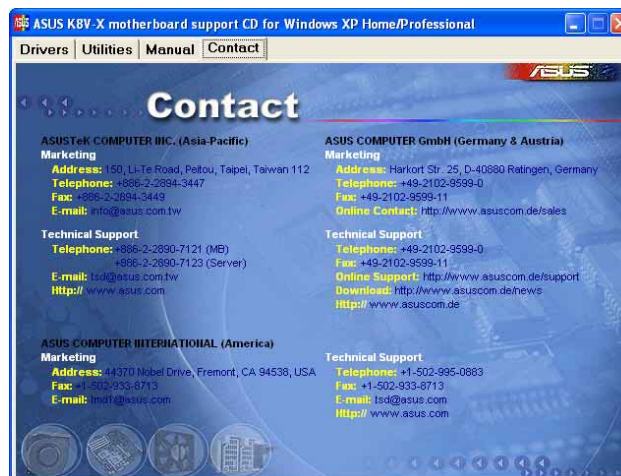 ASUS K8V-X motherboard support CD for Windows XP Home/Professional
Drivers Utilities Manual Contact
ASUS
Contact
ASUSTeK COMPUTER INC. (Asia-Pacific)
Marketing
Address: 150, Li-Te Road, Peitou, Taipei, Taiwan 112
Telephone: +886-2-2894-3447
Fax: +886-2-2894-3449
E-mail: info@asus.com.tw
Technical Support
Telephone: +886-2-2890-7121 (MB)
+886-2-2890-7123 (Server)
E-mail: tsd@asus.com.tw
Http:// www.asus.com
ASUS COMPUTER GmbH (Germany & Austria)
Marketing
Address: Harkort Str. 25, D-40880 Ratingen, Germany
Telephone: +49-2102-9599-0
Fax: +49-2102-9599-11
Online Contact: http://www.asuscom.de/sales
Technical Support
Telephone: +49-2102-9599-0
Fax: +49-2102-9599-11
Online Support: http://www.asuscom.de/support
Download: http://www.asuscom.de/news
Http:// www.asuscom.de
ASUS COMPUTER INTERNATIONAL (America)
Marketing
Address: 44370 Nobel Drive, Fremont, CA 94538, USA
Fax: +1-502-933-8713
E-mail: tmd1@asus.com
Technical Support
Telephone: +1-502-995-0883
Fax: +1-502-933-8713
E-mail: tsd@asus.com
Http:// www.asus.com